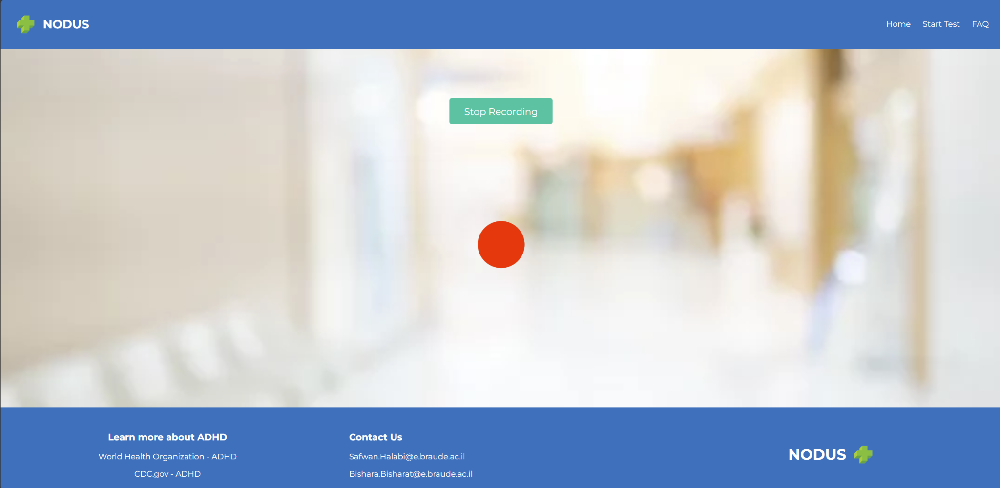 NODUS
Home
Start Test
FAQ
Stop Recording
Learn more about ADHD
World Health Organization - ADHD
CDC.gov - ADHD
Contact Us
Safwan.Halabi@e.braude.ac.il
Bishara.Bisharat@e.braude.ac.il
NODUS